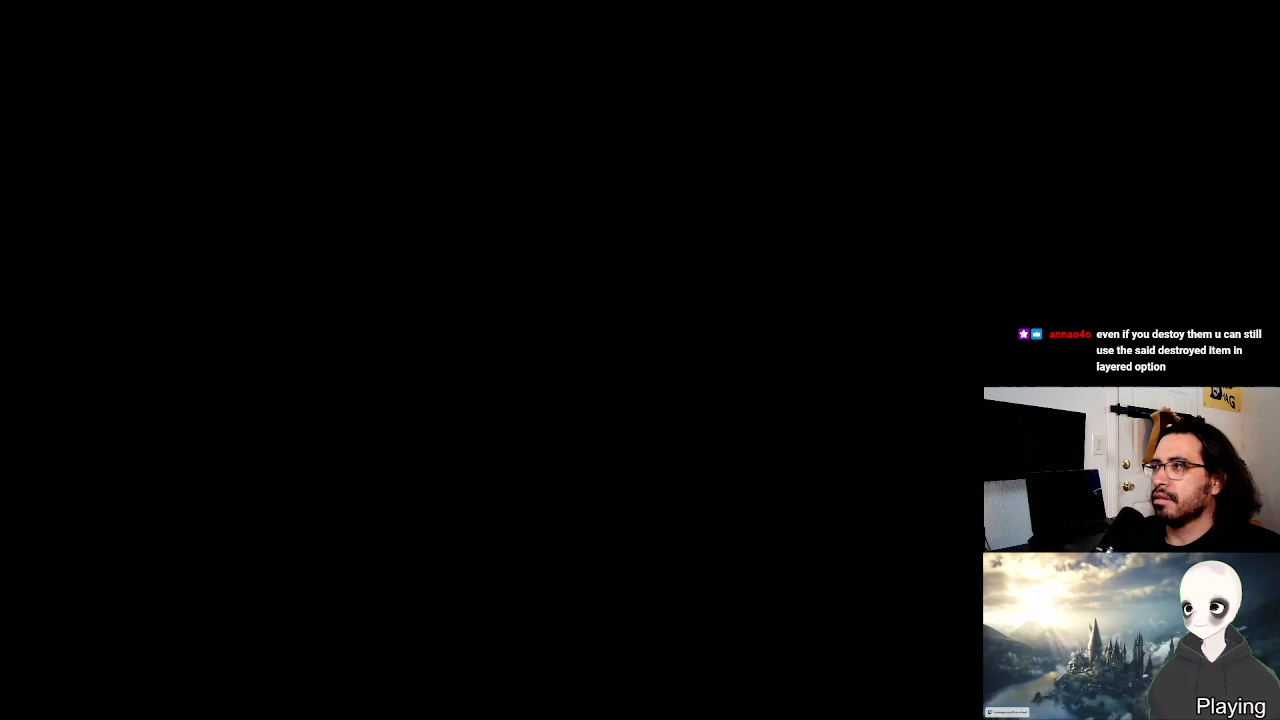 annao4o even if you destoy them u can still
use the said destroyed item in
layered option
Playing